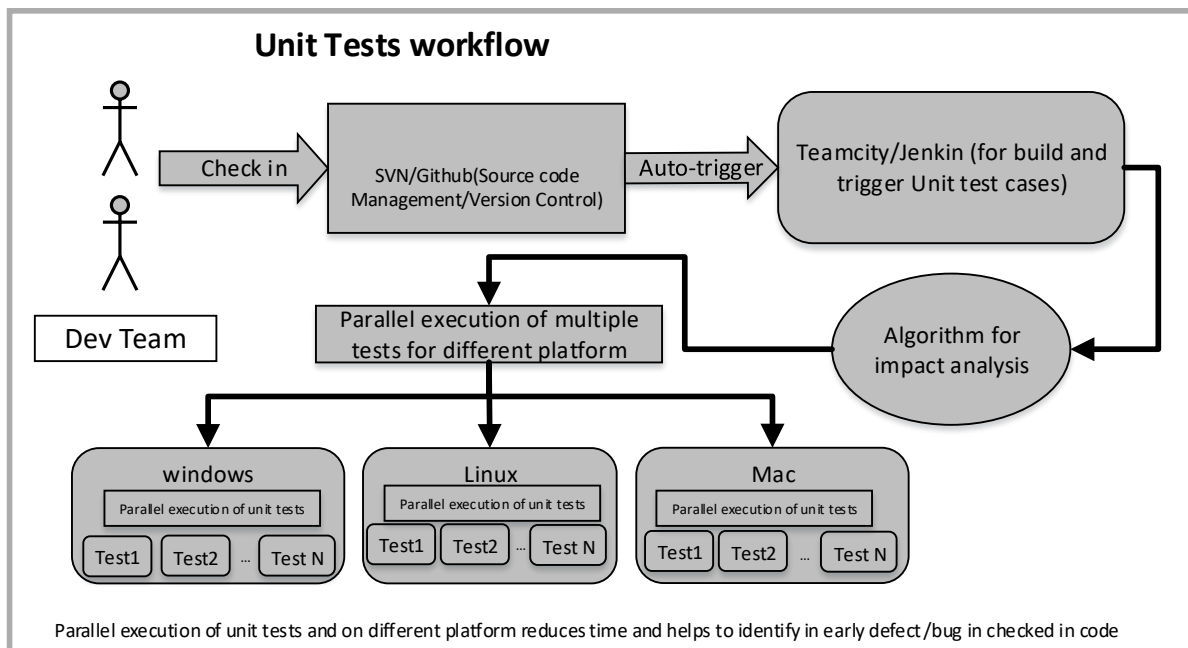 Unit Tests workflow
Check in
SVN/Github(Source code
Management/Version Control)
Auto-trigger
Teamcity/Jenkin (for build and
trigger Unit test cases)
Dev Team
Parallel execution of multiple
tests for different platform
Algorithm for
impact analysis
windows
Parallel execution of unit tests
Test1 Test2 ... Test N
Linux
Parallel execution of unit tests
Test1 Test2 ... Test N
Mac
Parallel execution of unit tests
Test1 Test2 ... Test N
Parallel execution of unit tests and on different platform reduces time and helps to identify in early defect/bug in checked in code